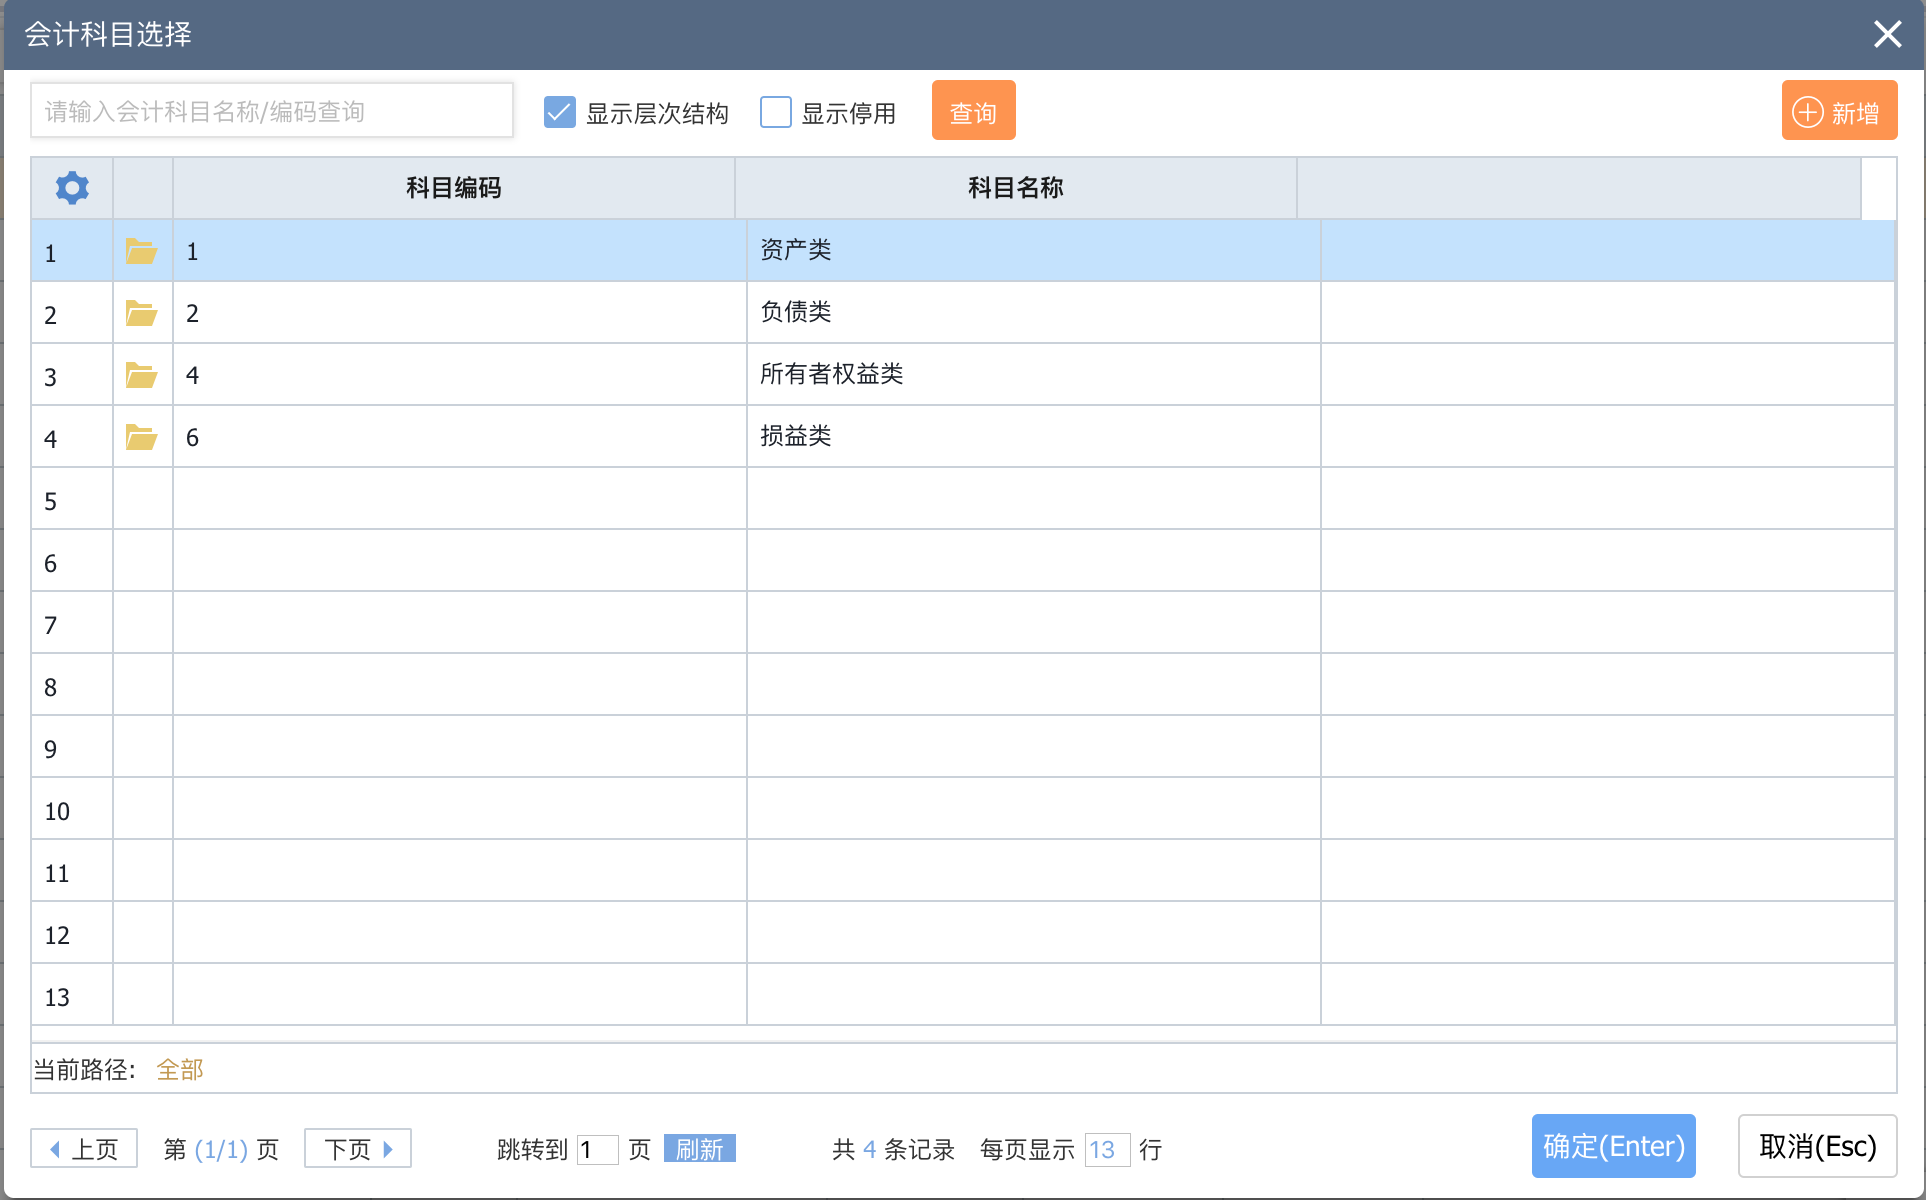 会计科目选择
请输入会计科目名称/编码查询 显示层次结构 显示停用 查询 新增
科目编码 科目名称
1 1 资产类
2 2 负债类
3 4 所有者权益类
4 6 损益类
5
6
7
8
9
10
11
12
13
当前路径: 全部
上页 第 (1/1) 页 下页 跳转到 1 页 刷新 共 4 条记录 每页显示 13 行 确定(Enter) 取消(Esc)